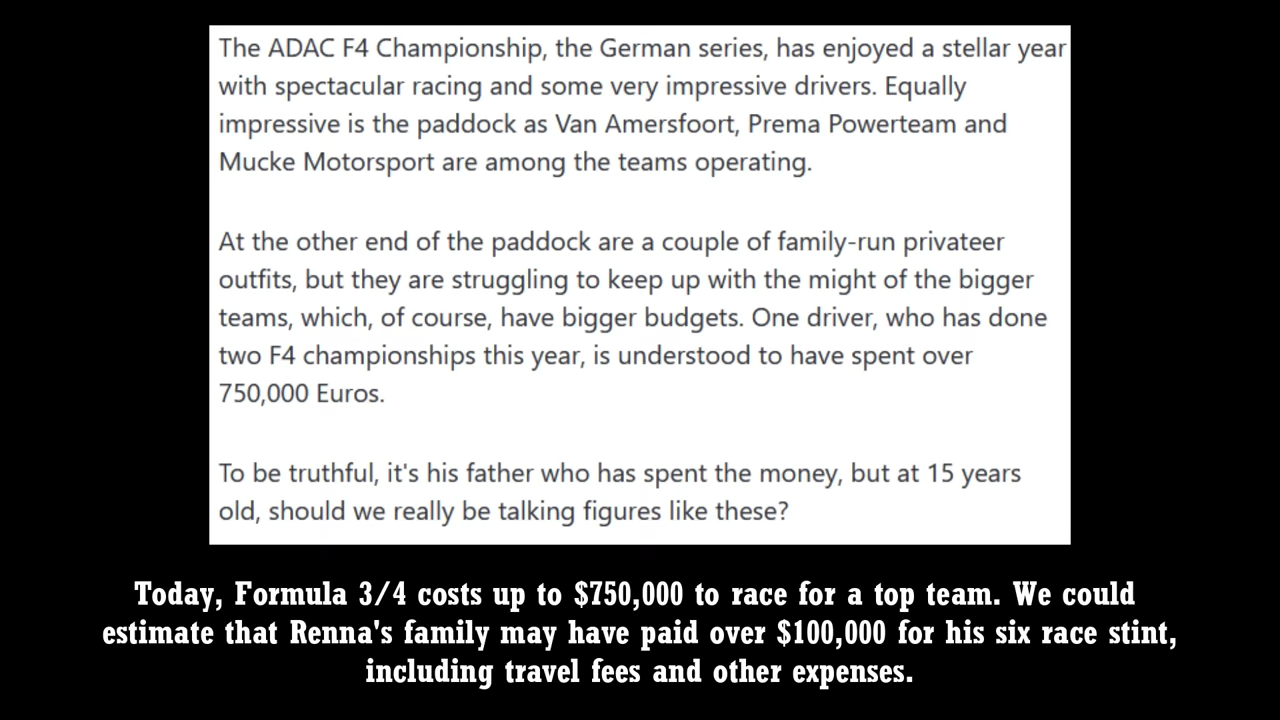 The ADAC F4 Championship, the German series, has enjoyed a stellar year
with spectacular racing and some very impressive drivers. Equally
impressive is the paddock as Van Amersfoort, Prema Powerteam and
Mucke Motorsport are among the teams operating.
At the other end of the paddock are a couple of family-run privateer
outfits, but they are struggling to keep up with the might of the bigger
teams, which, of course, have bigger budgets. One driver, who has done
two F4 championships this year, is understood to have spent over
750,000 Euros.
To be truthful, it's his father who has spent the money, but at 15 years
old, should we really be talking figures like these?
Today, Formula 3/4 costs up to $750,000 to race for a top team. We could
estimate that Renna's family may have paid over $100,000 for his six race stint,
including travel fees and other expenses.